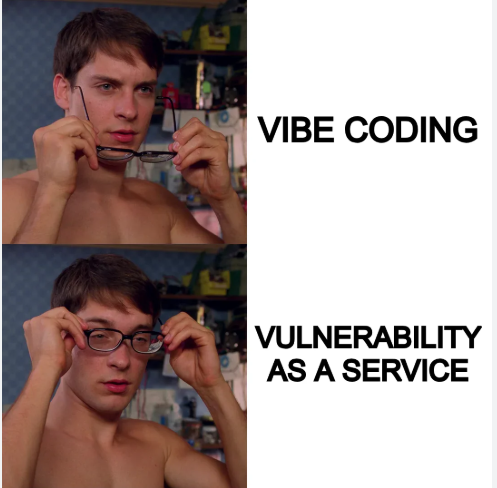 VIBE CODING
VULNERABILITY
AS A SERVICE